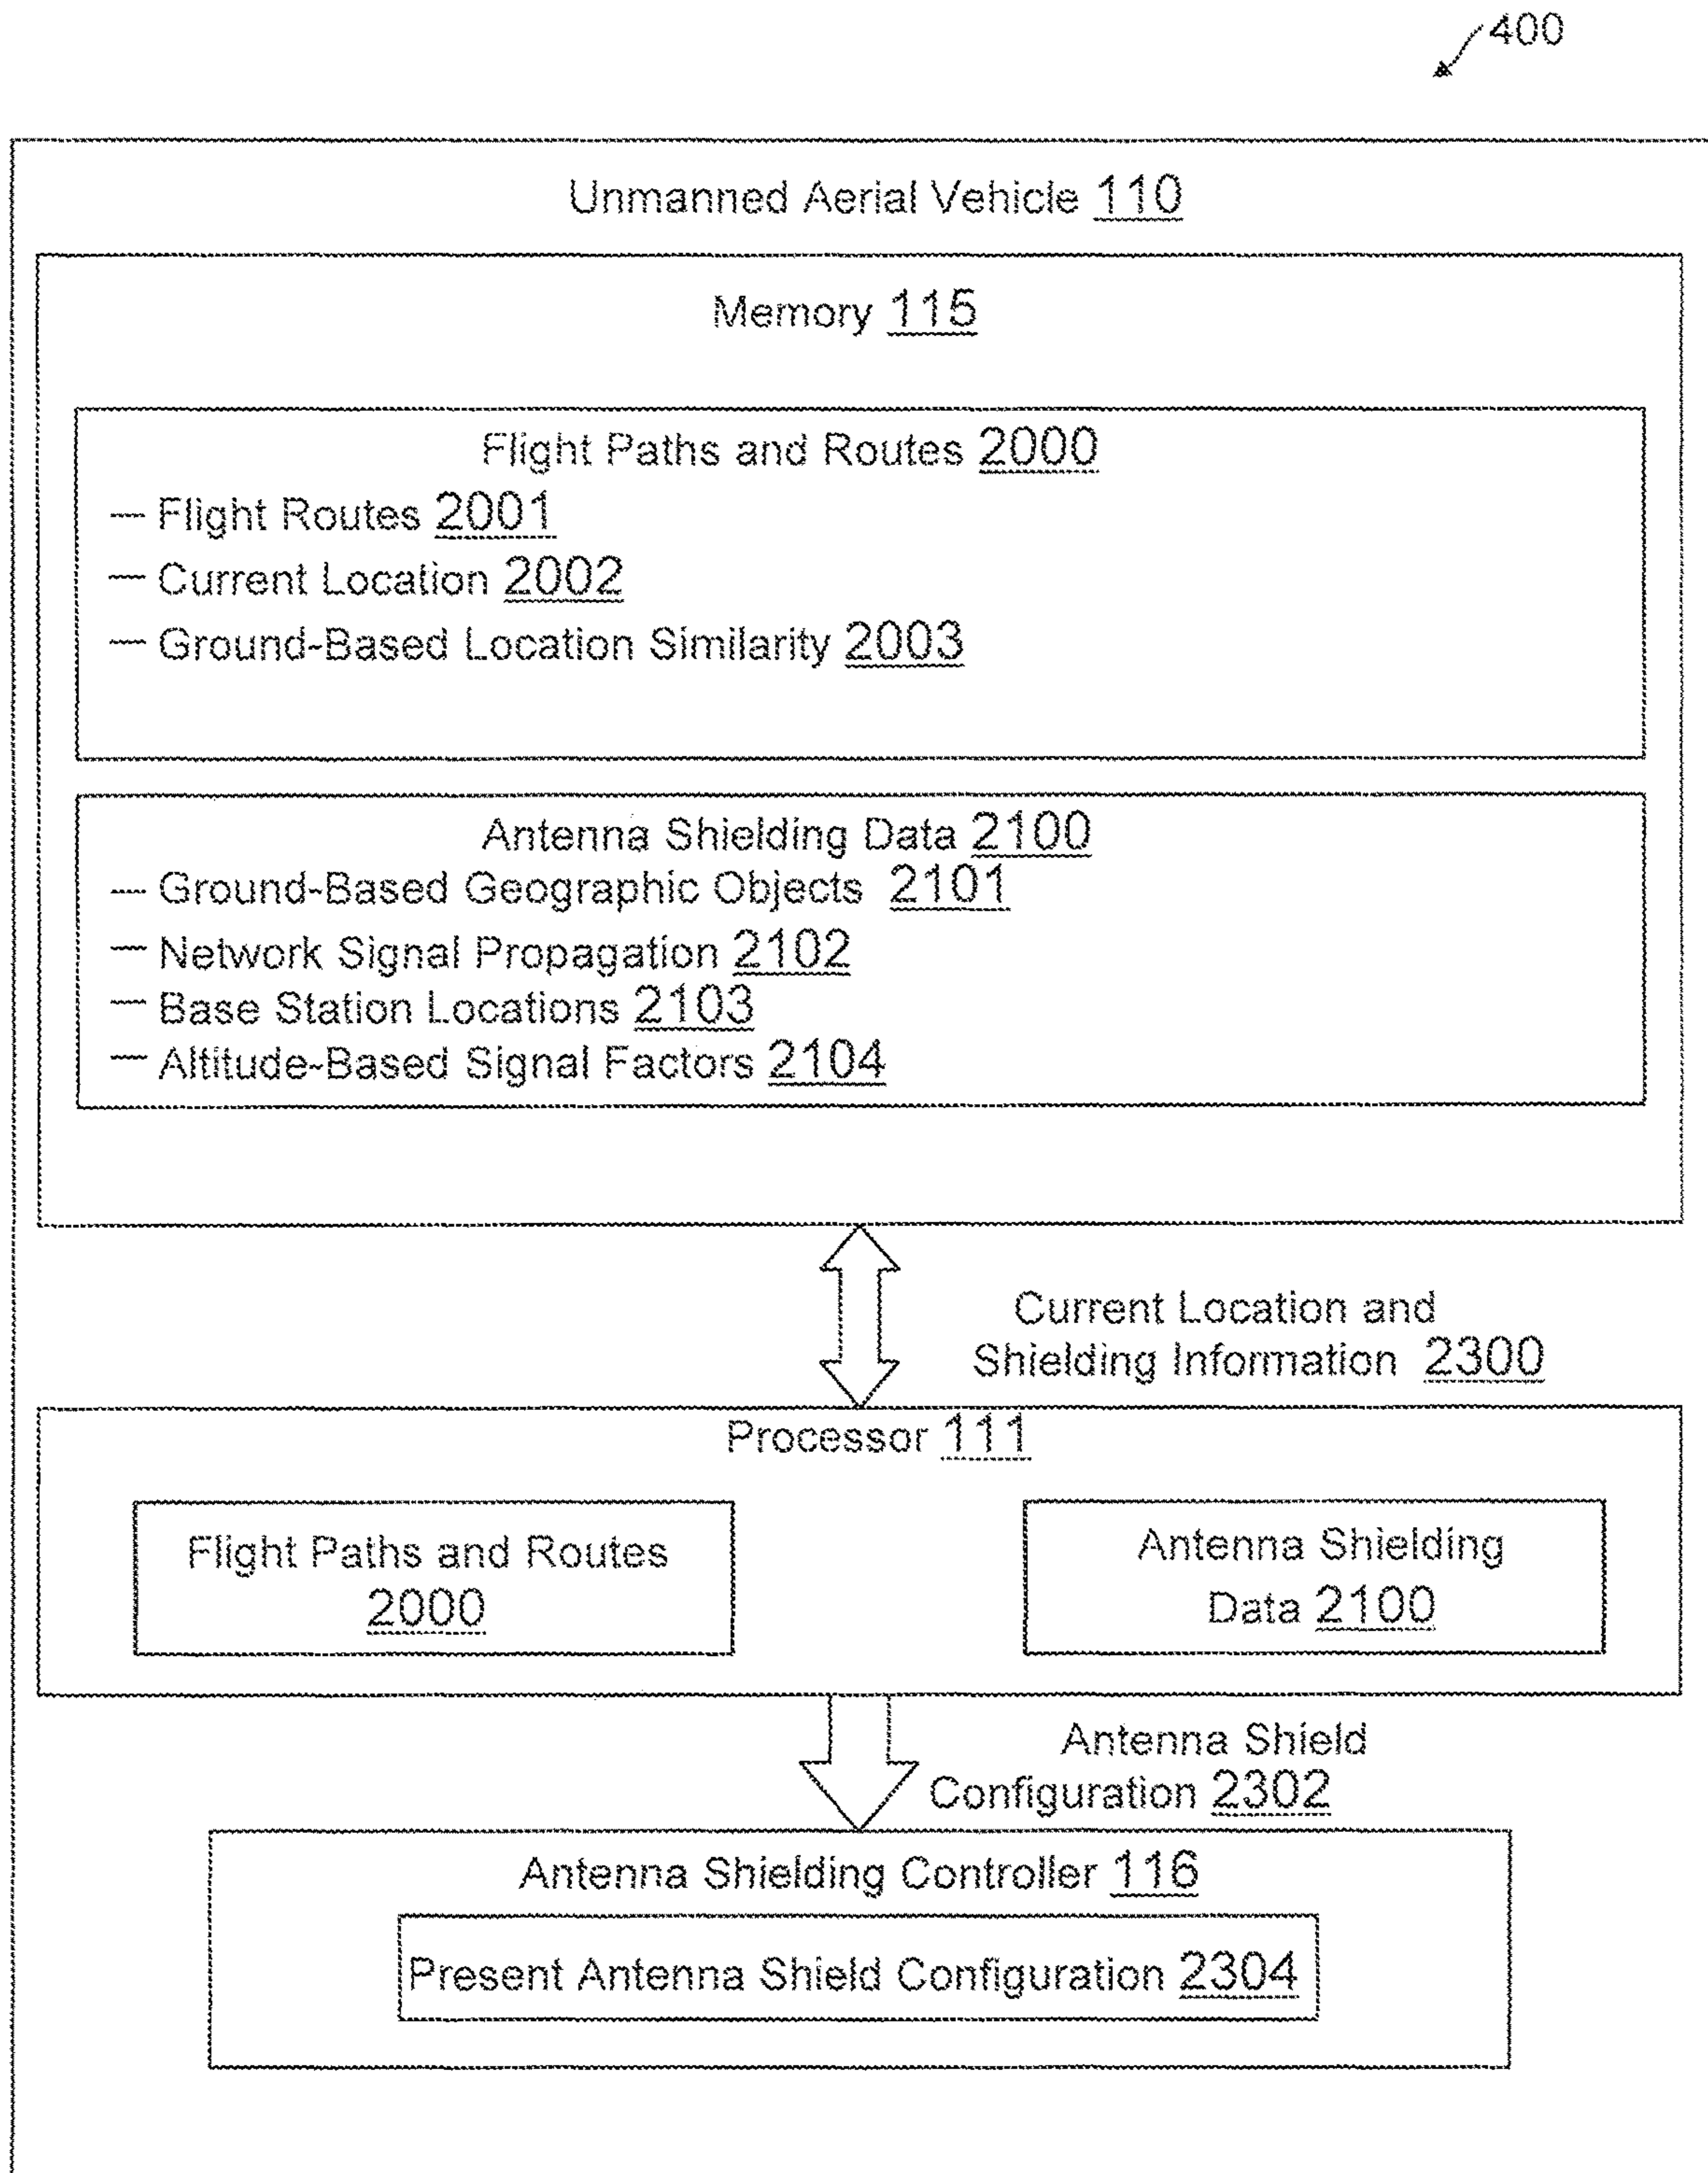 400
Unmanned Aerial Vehicle 110
Memory 115
Flight Paths and Routes 2000
— Flight Routes 2001
— Current Location 2002
— Ground-Based Location Similarity 2003
Antenna Shielding Data 2100
— Ground-Based Geographic Objects 2101
— Network Signal Propagation 2102
— Base Station Locations 2103
— Altitude-Based Signal Factors 2104
Current Location and
Shielding Information 2300
Processor 111
Flight Paths and Routes
2000
Antenna Shielding
Data 2100
Antenna Shield
Configuration 2302
Antenna Shielding Controller 116
Present Antenna Shield Configuration 2304